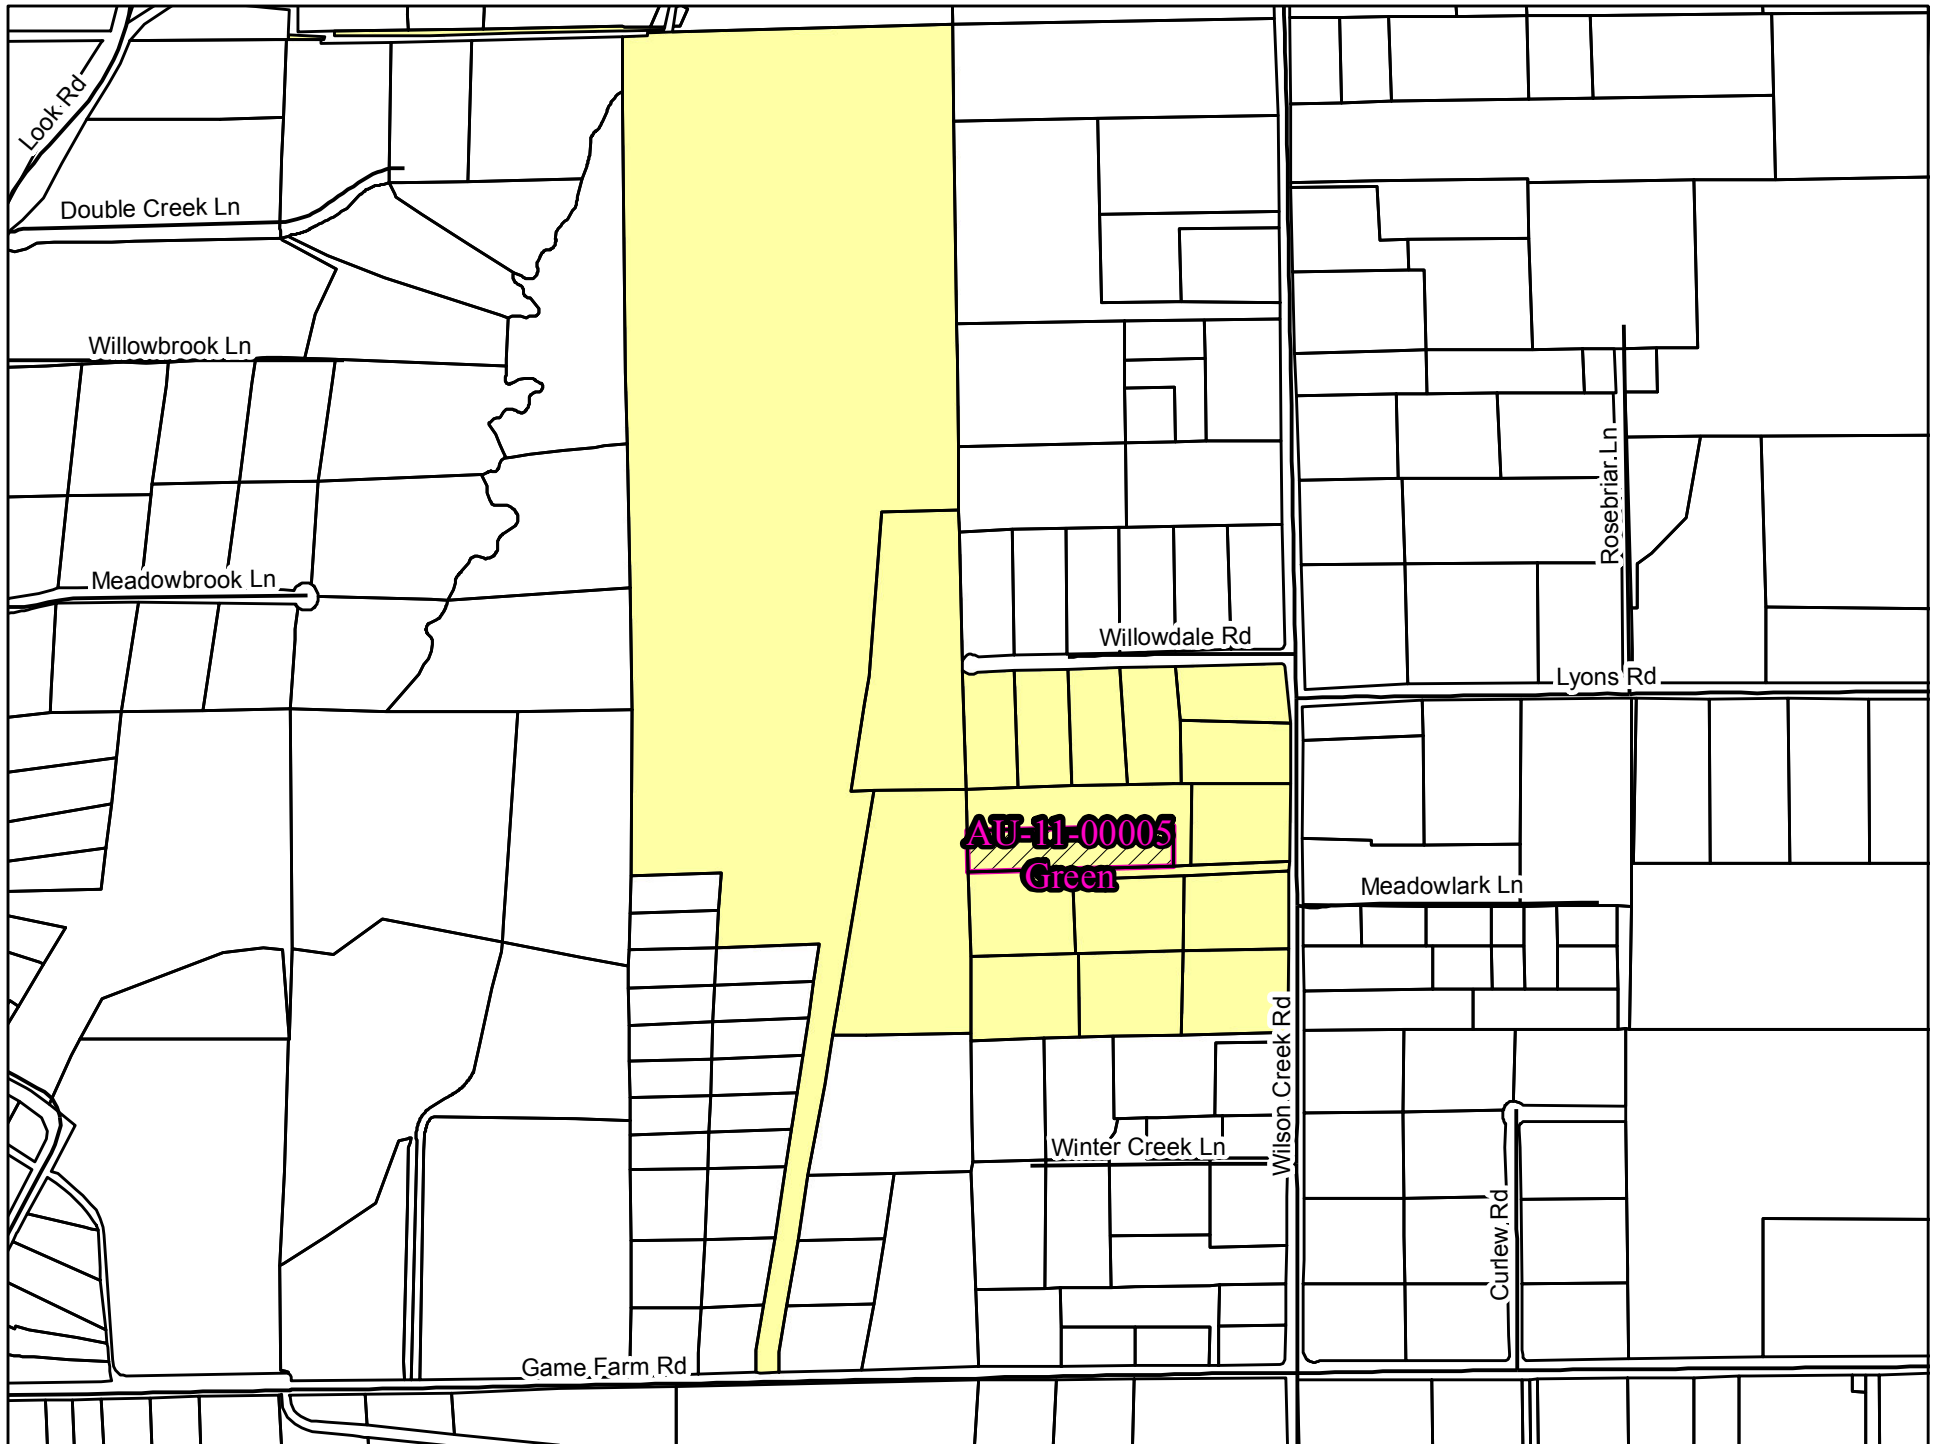 Look Rd
Double Creek Ln
Willowbrook Ln
Rosebriar Ln
Meadowbrook Ln
Willowdale Rd
Lyons Rd
AU-11-00005
Green
Meadowlark Ln
Wilson Creek Rd
Winter Creek Ln
Curlew Rd
Game Farm Rd